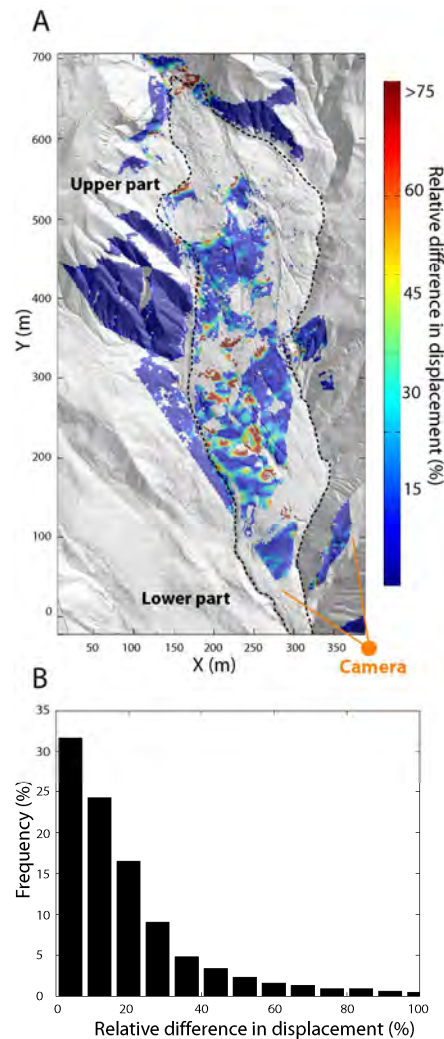 A
700
600
500
400
300
200
100
0
Y (m)
Upper part
Lower part
50 100 150 200 250 300 350
X (m)
Camera
>75
60
45
30
15
Relative difference in displacement (%)
B
35
30
25
20
15
10
5
0
Frequency (%)
0 20 40 60 80 100
Relative difference in displacement (%)